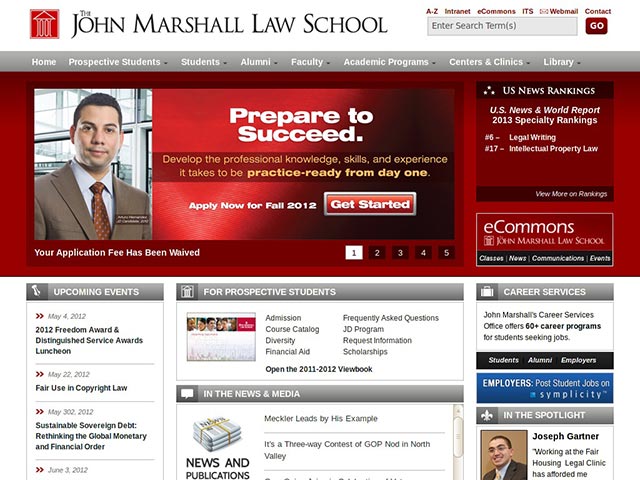 THE JOHN MARSHALL LAW SCHOOL
A-Z Intranet eCommons ITS Webmail Contact
Enter Search Term(s) GO
Home Prospective Students Students Alumni Faculty Academic Programs Centers & Clinics Library
Prepare to
Succeed.
Develop the professional knowledge, skills, and experience
it takes to be practice-ready from day one.
Apply Now for Fall 2012 Get Started
Arturo Hernandez
JD Candidate, 2012
Your Application Fee Has Been Waived
1 2 3 4 5
US NEWS RANKINGS
U.S. News & World Report
2013 Specialty Rankings
#6 – Legal Writing
#17 – Intellectual Property Law
View More on Rankings
eCommons
THE JOHN MARSHALL LAW SCHOOL
Classes | News | Communications | Events
UPCOMING EVENTS
May 4, 2012
2012 Freedom Award &
Distinguished Service Awards
Luncheon
May 22, 2012
Fair Use in Copyright Law
May 302, 2012
Sustainable Sovereign Debt:
Rethinking the Global Monetary
and Financial Order
June 3, 2012
FOR PROSPECTIVE STUDENTS
Admission
Course Catalog
Diversity
Financial Aid
Frequently Asked Questions
JD Program
Request Information
Scholarships
Open the 2011-2012 Viewbook
IN THE NEWS & MEDIA
NEWS AND
PUBLICATIONS
Meckler Leads by His Example
It's a Three-way Contest of GOP Nod in North
Valley
CAREER SERVICES
John Marshall's Career Services
Office offers 60+ career programs
for students seeking jobs.
Students | Alumni | Employers
EMPLOYERS: Post Student Jobs on
symplicity
IN THE SPOTLIGHT
Joseph Gartner
"Working at the Fair
Housing Legal Clinic
has afforded me